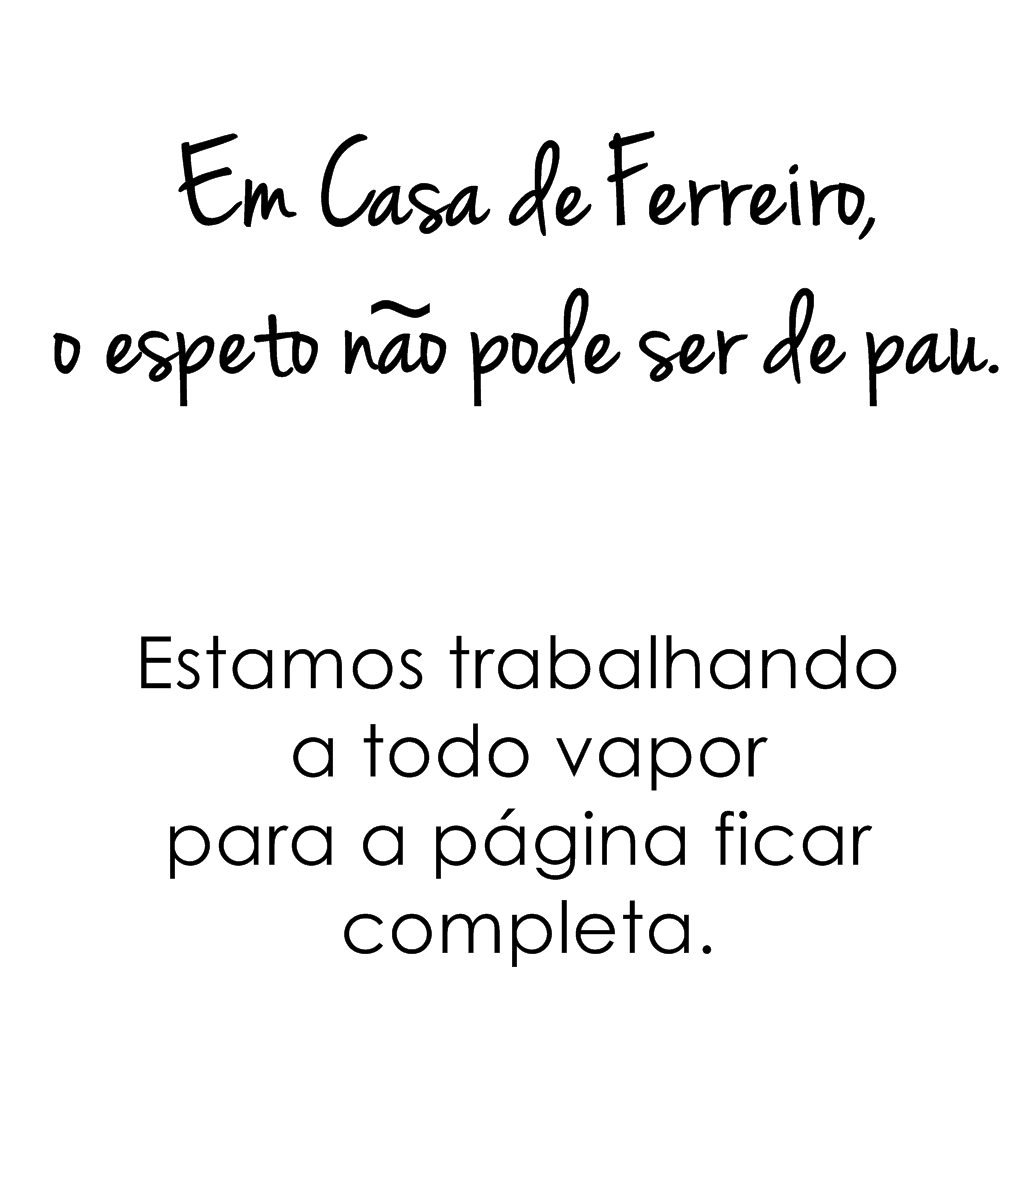 Em Casa de Ferreiro,
o espeto não pode ser de pau.
Estamos trabalhando
a todo vapor
para a página ficar
completa.